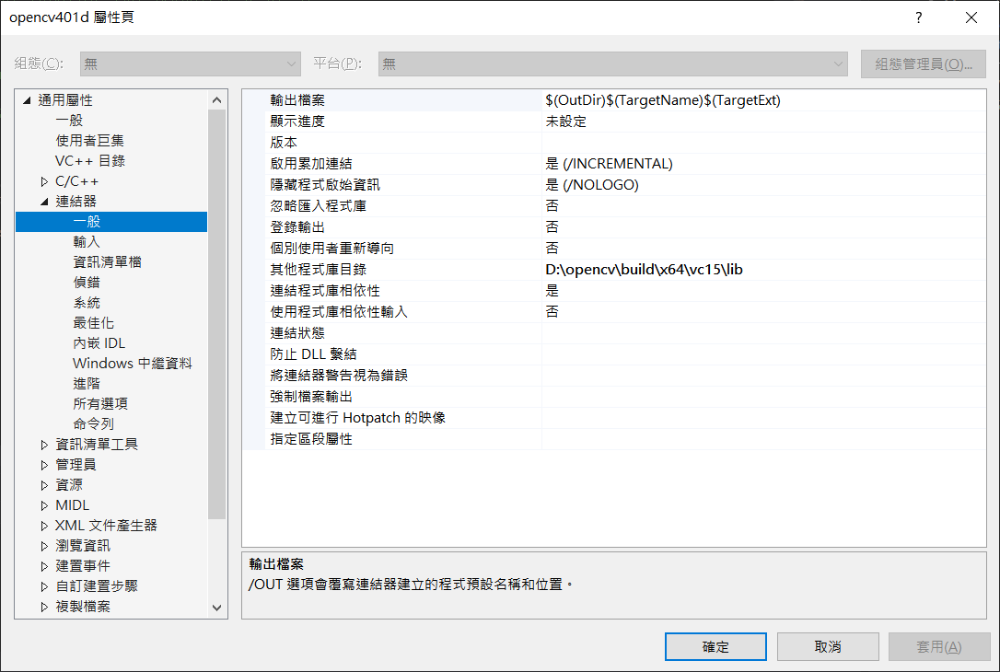 opencv401d 屬性頁
?
組態(C): 無 平台(P): 無 組態管理員(O)...
通用屬性
一般
使用者巨集
VC++ 目錄
C/C++
連結器
一般
輸入
資訊清單檔
偵錯
系統
最佳化
內嵌 IDL
Windows 中繼資料
進階
所有選項
命令列
資訊清單工具
管理員
資源
MIDL
XML 文件產生器
瀏覽資訊
建置事件
自訂建置步驟
複製檔案
輸出檔案 $(OutDir)$(TargetName)$(TargetExt)
顯示進度 未設定
版本
啟用累加連結 是 (/INCREMENTAL)
隱藏程式啟始資訊 是 (/NOLOGO)
忽略匯入程式庫 否
登錄輸出 否
個別使用者重新導向 否
其他程式庫目錄 D:\opencv\build\x64\vc15\lib
連結程式庫相依性 是
使用程式庫相依性輸入 否
連結狀態
防止 DLL 繫結
將連結器警告視為錯誤
強制檔案輸出
建立可進行 Hotpatch 的映像
指定區段屬性
輸出檔案
/OUT 選項會覆寫連結器建立的程式預設名稱和位置。
確定 取消 套用(A)